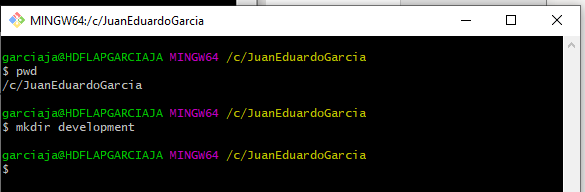 MINGW64:/c/JuanEduardoGarcia
garciaja@HDFLAPGARCIAJA MINGW64 /c/JuanEduardoGarcia
$ pwd
/c/JuanEduardoGarcia
garciaja@HDFLAPGARCIAJA MINGW64 /c/JuanEduardoGarcia
$ mkdir development
garciaja@HDFLAPGARCIAJA MINGW64 /c/JuanEduardoGarcia
$